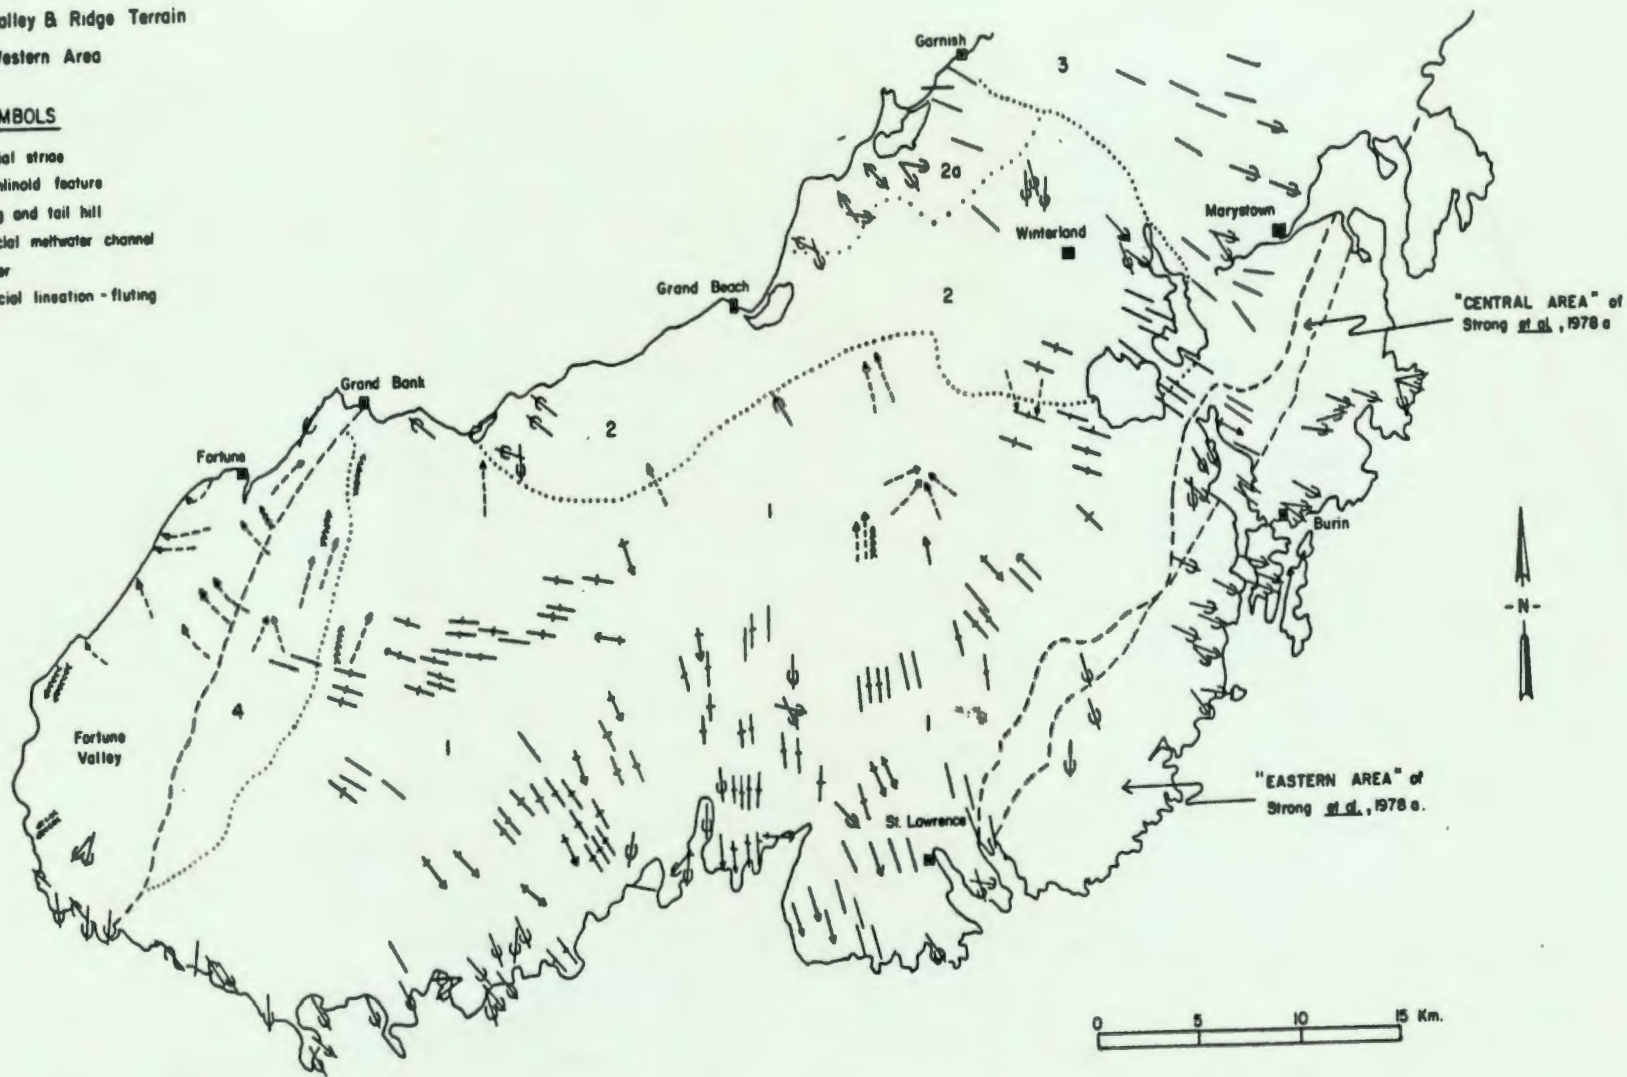 alley & Ridge Terrain
Western Area
MBOLS
ial striae
nlinoid feature
g and tail hill
cial meltwater channel
er
cial lineation - fluting
Garnish
3
2a
Marystown
Winterland
Grand Beach
2
"CENTRAL AREA" of
Strong et al., 1978 a
Grand Bank
2
Fortune
1
Burin
- N -
4
1
1
Fortune
Valley
"EASTERN AREA" of
Strong et al., 1978 a.
St. Lawrence
0 5 10 15 Km.